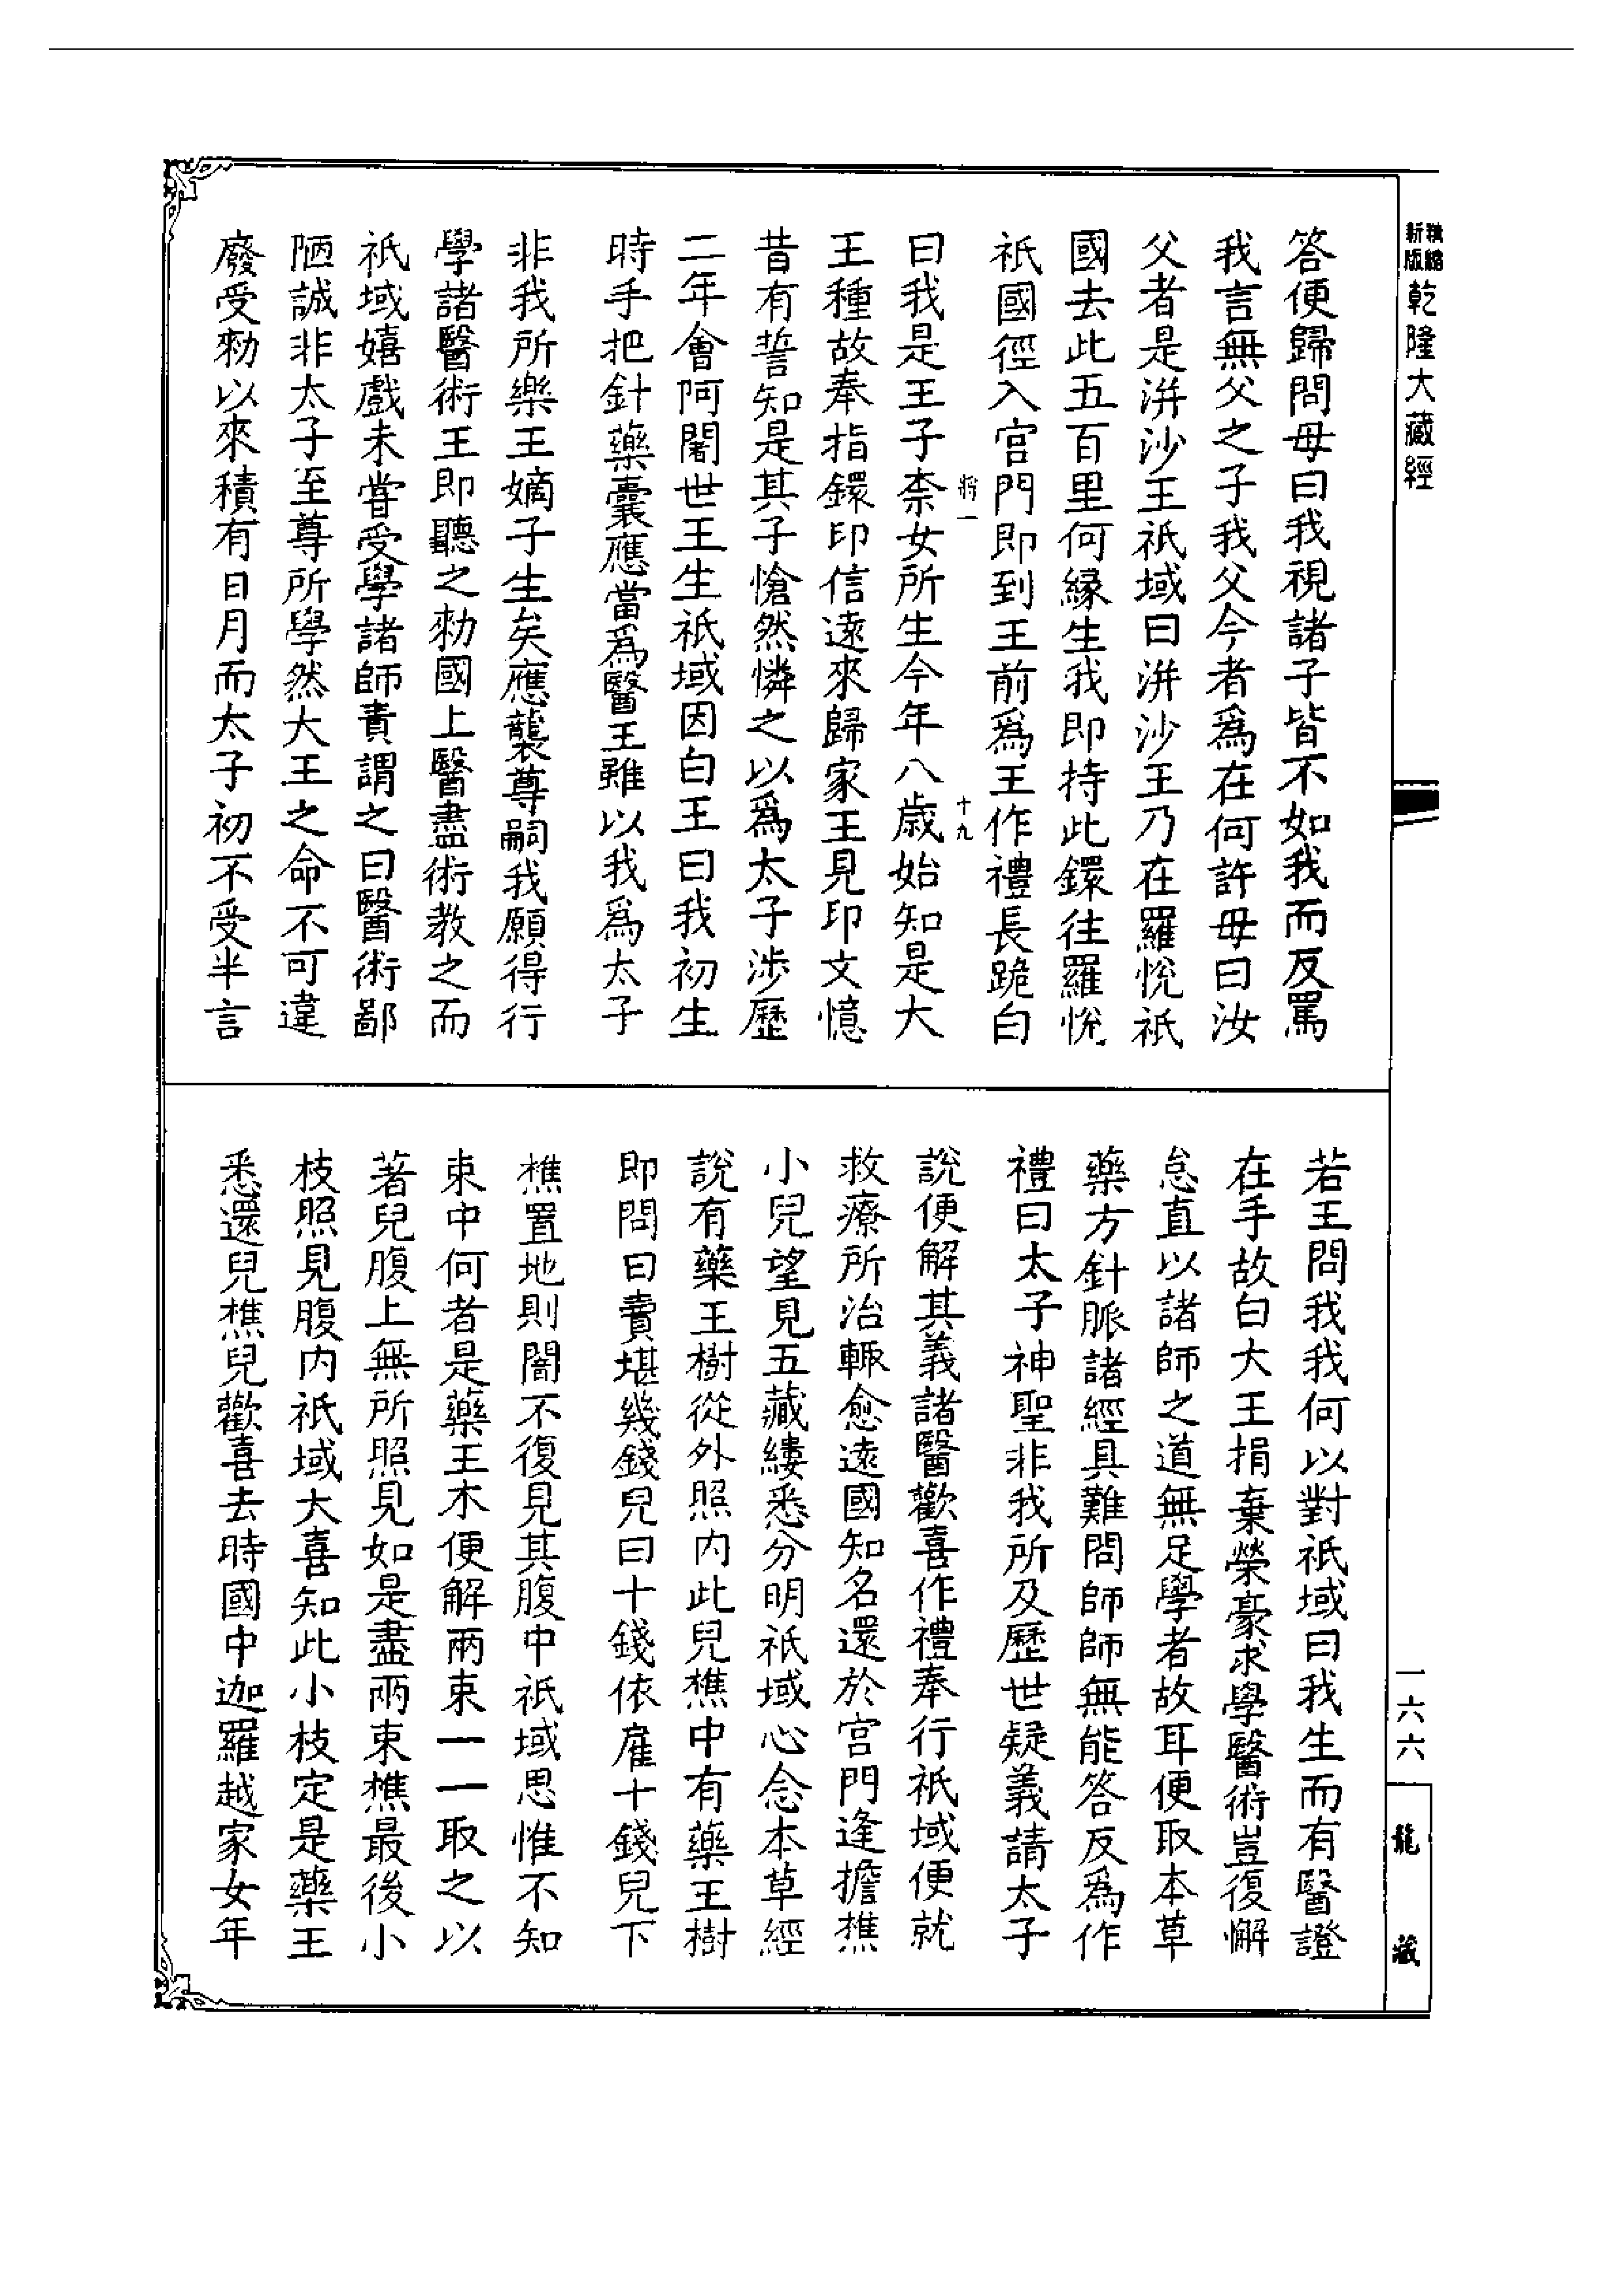 新版精縮乾隆大藏經
答便歸問母曰我視諸子皆不如我而反罵
我言無父之子我父今者為在何許母曰汝
父者是洴沙王祇域曰洴沙王乃在羅恱祇
國去此五百里何緣生我即持此鐶往羅恱
祇國徑入宮門即到王前為王作禮長跪白
將一
十九
曰我是王子柰女所生今年八歲始知是大
王種故奉指鐶印信遠來歸家王見印文憶
昔有誓知是其子愴然憐之以為太子涉歷
二年會阿闍世王生祇域因白王曰我初生
時手把針藥囊應當為醫王雖以我為太子
非我所樂王嫡子生矣應襲尊嗣我願得行
學諸醫術王即聽之勑國上醫盡術教之而
祇域嬉戲未甞受學諸師責謂之曰醫術鄙
陋誠非太子至尊所學然大王之命不可違
廢受勑以來積有日月而太子初不受半言
若王問我我何以對祇域曰我生而有醫證
在手故白大王捐棄榮豪求學醫術豈復懈
怠直以諸師之道無足學者故耳便取本草
藥方針脈諸經具難問師師無能答反為作
禮曰太子神聖非我所及歷世疑義請太子
說便解其義諸醫歡喜作禮奉行祇域便就
救療所治輒愈遠國知名還於宮門逢擔樵
小兒望見五藏縷悉分明祇域心念本草經
說有藥王樹從外照內此兒樵中有藥王樹
即問曰賣堪幾錢兒曰十錢依雇十錢兒下
樵置地則闇不復見其腹中祇域思惟不知
束中何者是藥王木便解兩束一一取之以
著兒腹上無所照見如是盡兩束樵最後小
枝照見腹內祇域大喜知此小枝定是藥王
悉還兒樵兒歡喜去時國中迦羅越家女年
一六六
龍藏